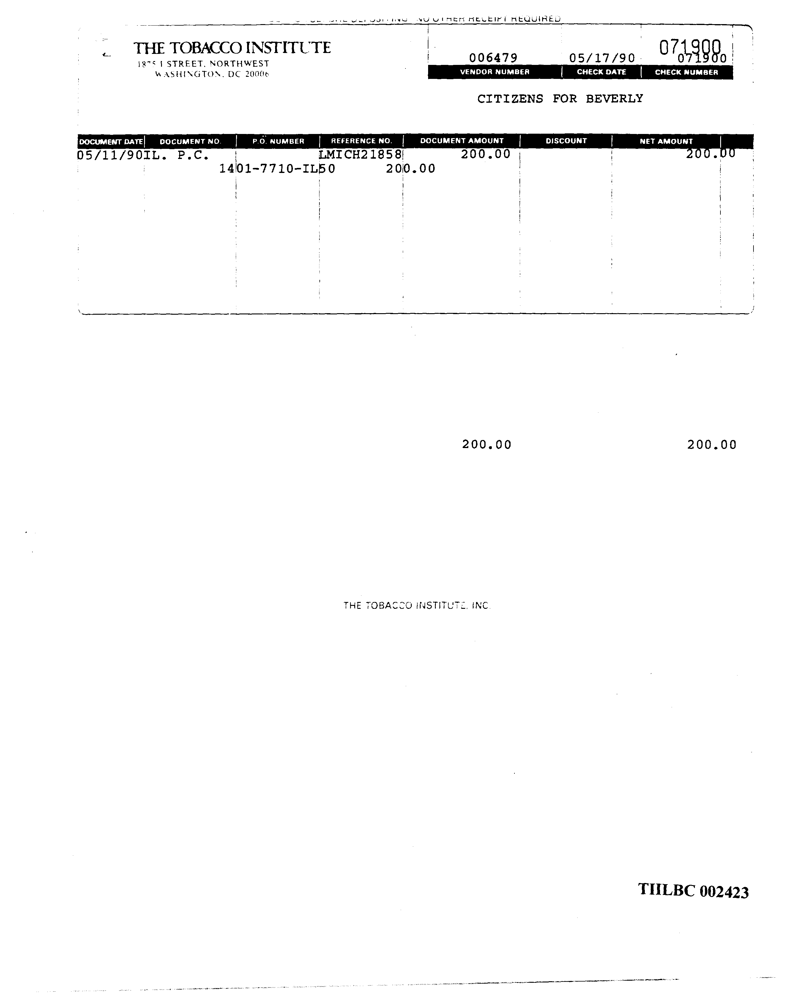 NO OTHER RECEIPT REQUIRED
THE TOBACCO INSTITUTE
1875 I STREET, NORTHWEST
WASHINGTON, DC 20006
071900
006479 05/17/90 071900
VENDOR NUMBER CHECK DATE CHECK NUMBER
CITIZENS FOR BEVERLY
DOCUMENT DATE DOCUMENT NO. P.O. NUMBER REFERENCE NO. DOCUMENT AMOUNT DISCOUNT NET AMOUNT
05/11/90IL. P.C. LMICH21858 200.00 200.00
1401-7710-IL50 200.00
200.00 200.00
THE TOBACCO INSTITUTE, INC.
TIILBC 002423